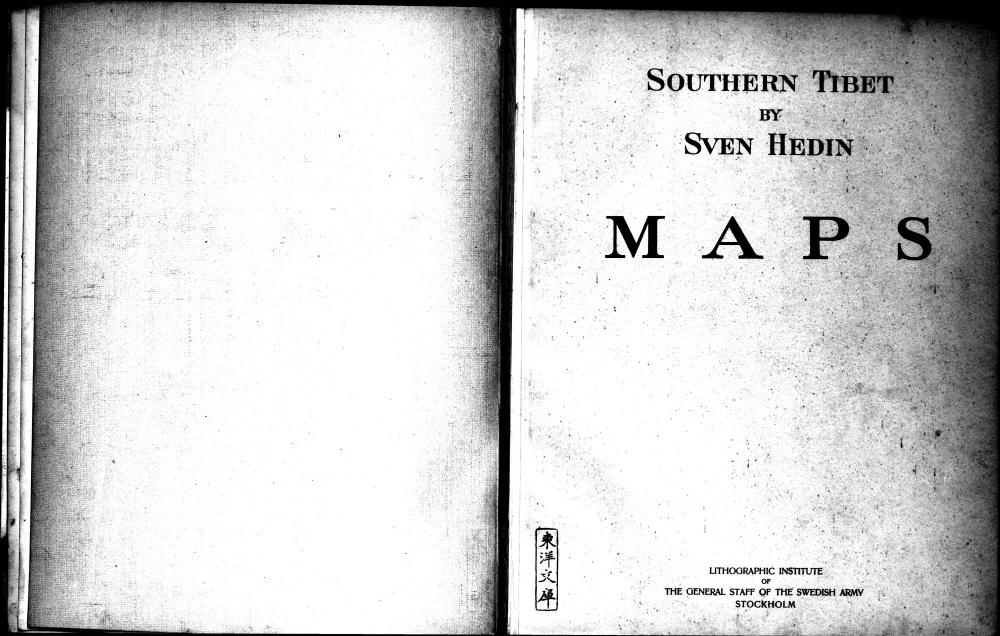 SOUTHERN TIBET
BY
SVEN HEDIN
MAPS
東洋文庫
LITHOGRAPHIC INSTITUTE
OF
THE GENERAL STAFF OF THE SWEDISH ARMY
STOCKHOLM